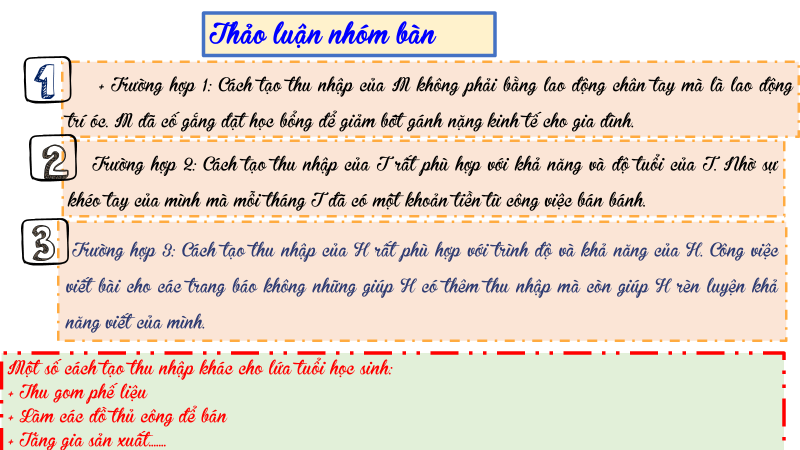 Thảo luận nhóm bàn
1
+ Trường hợp 1: Cách tạo thu nhập của M không phải bằng lao động chân tay mà là lao động
trí óc. M đã cố gắng đạt học bổng để giảm bớt gánh nặng kinh tế cho gia đình.
2
Trường hợp 2: Cách tạo thu nhập của T rất phù hợp với khả năng và độ tuổi của T. Nhờ sự
khéo tay của mình mà mỗi tháng T đã có một khoản tiền từ công việc bán bánh.
3
Trường hợp 3: Cách tạo thu nhập của H rất phù hợp với trình độ và khả năng của H. Công việc
viết bài cho các trang báo không những giúp H có thêm thu nhập mà còn giúp H rèn luyện khả
năng viết của mình.
Một số cách tạo thu nhập khác cho lứa tuổi học sinh:
+ Thu gom phế liệu
+ Làm các đồ thủ công để bán
+ Tăng gia sản xuất.......